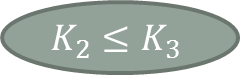 K₂ ≤ K₃